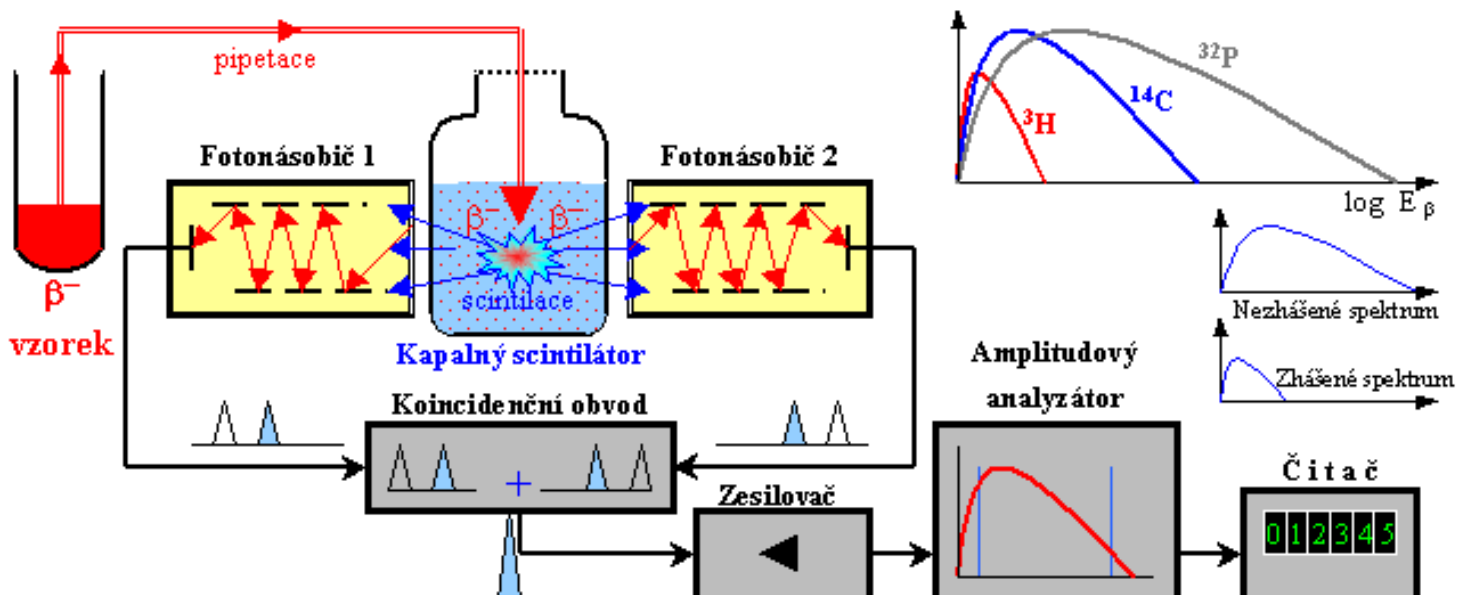 pipetace
Fotonásobič 1
Fotonásobič 2
β⁻
β⁻
scintilace
β⁻
vzorek
Kapalný scintilátor
Koincidenční obvod
+
Zesilovač
Amplitudový
analyzátor
Čitač
012345
³H
¹⁴C
³²P
log E β
Nezhášené spektrum
Zhášené spektrum